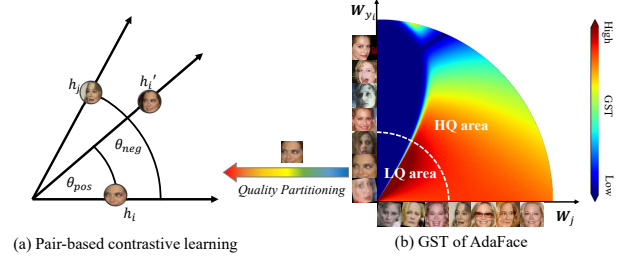 h_j
h_i'
θ_neg
θ_pos
h_i
(a) Pair-based contrastive learning
Quality Partitioning
W_{y_i}
HQ area
LQ area
W_j
(b) GST of AdaFace
High
GST
Low